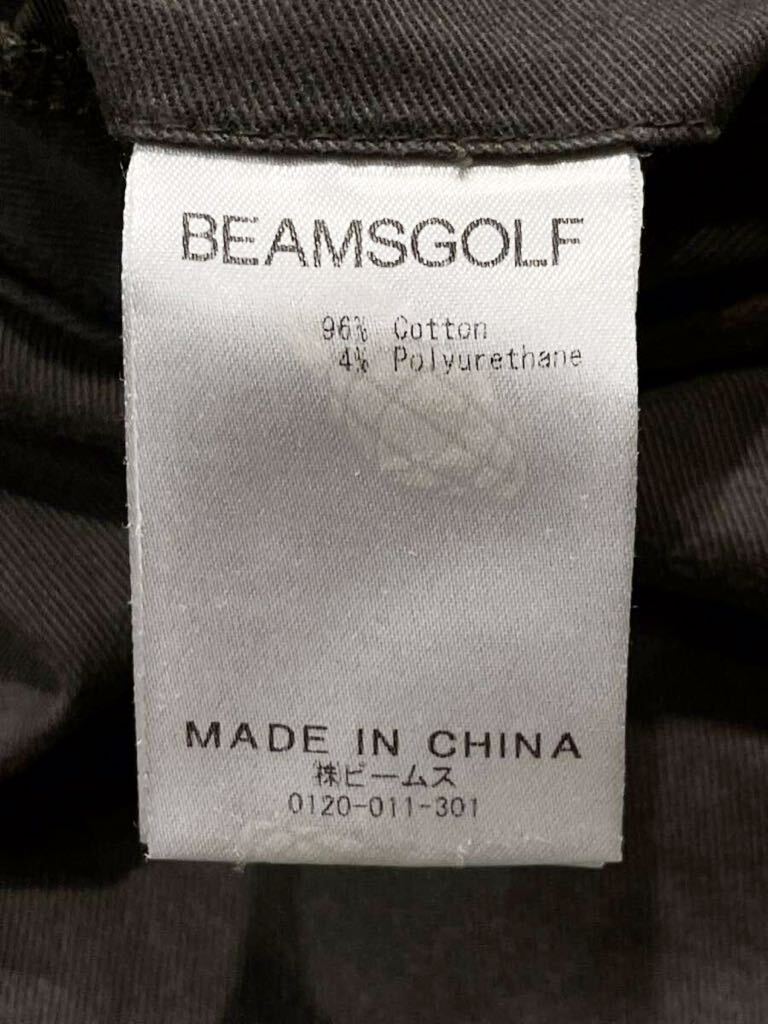 BEAMSGOLF
96% Cotton
4% Polyurethane
MADE IN CHINA
㈱ビームス
0120-011-301